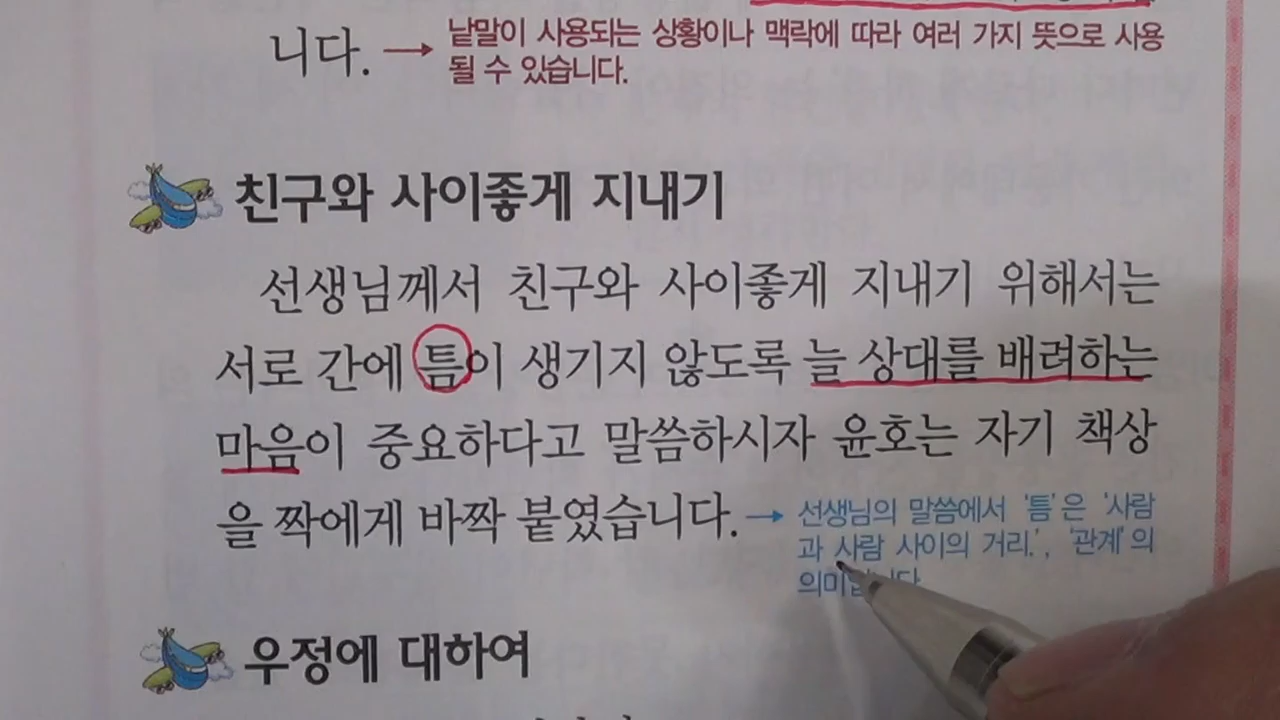 니다. → 낱말이 사용되는 상황이나 맥락에 따라 여러 가지 뜻으로 사용
될 수 있습니다.
친구와 사이좋게 지내기
선생님께서 친구와 사이좋게 지내기 위해서는
서로 간에 틈이 생기지 않도록 늘 상대를 배려하는
마음이 중요하다고 말씀하시자 윤호는 자기 책상
을 짝에게 바짝 붙였습니다. → 선생님의 말씀에서 '틈'은 '사람
과 사람 사이의 거리.', '관계'의
우정에 대하여